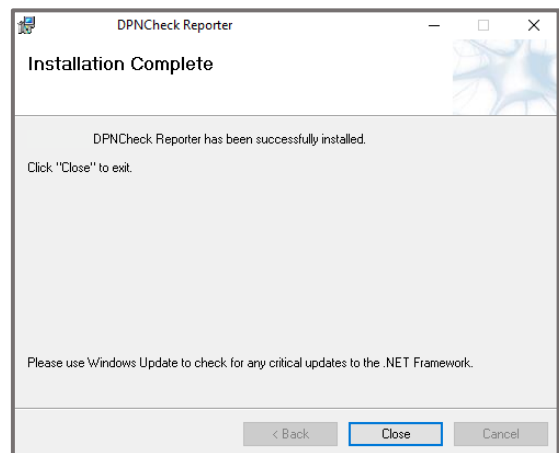 DPNCheck Reporter
Installation Complete
DPNCheck Reporter has been successfully installed.
Click "Close" to exit.
Please use Windows Update to check for any critical updates to the .NET Framework.
< Back Close Cancel